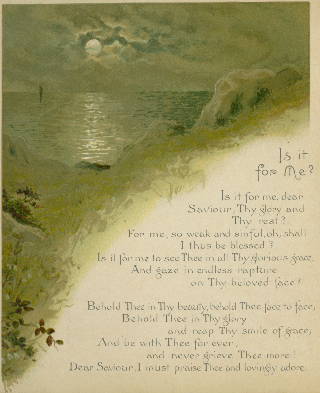 Is it
for Me?
Is it for me, dear
Saviour, Thy glory and
Thy rest?
For me, so weak and sinful, oh, shall
I thus be blessed?
Is it for me to see Thee in all Thy glorious grace,
And gaze in endless rapture
on Thy beloved face?
Behold Thee in Thy beauty, behold Thee face to face,
Behold Thee in Thy glory
and reap Thy smile of grace;
And be with Thee for ever,
and never grieve Thee more!
Dear Saviour, I must praise Thee and lovingly adore.